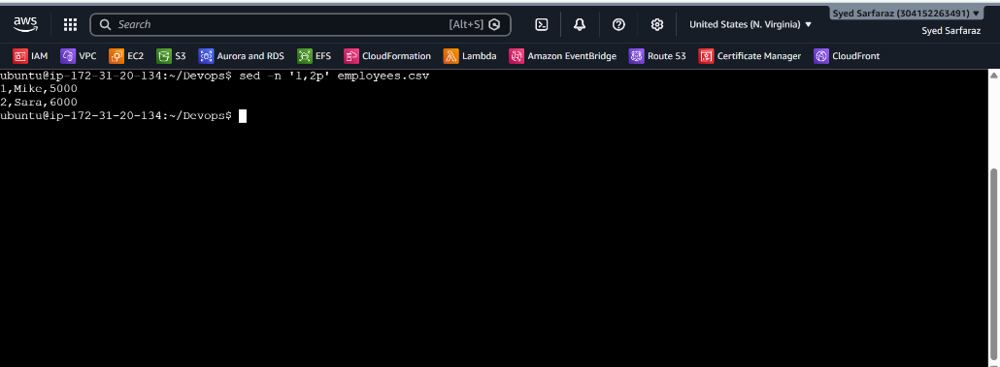 aws
Search [Alt+S]
United States (N. Virginia) ▼
Syed Sarfaraz (304152263491) ▼
Syed Sarfaraz
IAM VPC EC2 S3 Aurora and RDS EFS CloudFormation Lambda Amazon EventBridge Route 53 Certificate Manager CloudFront
ubuntu@ip-172-31-20-134:~/Devops$ sed -n '1,2p' employees.csv
1,Mike,5000
2,Sara,6000
ubuntu@ip-172-31-20-134:~/Devops$